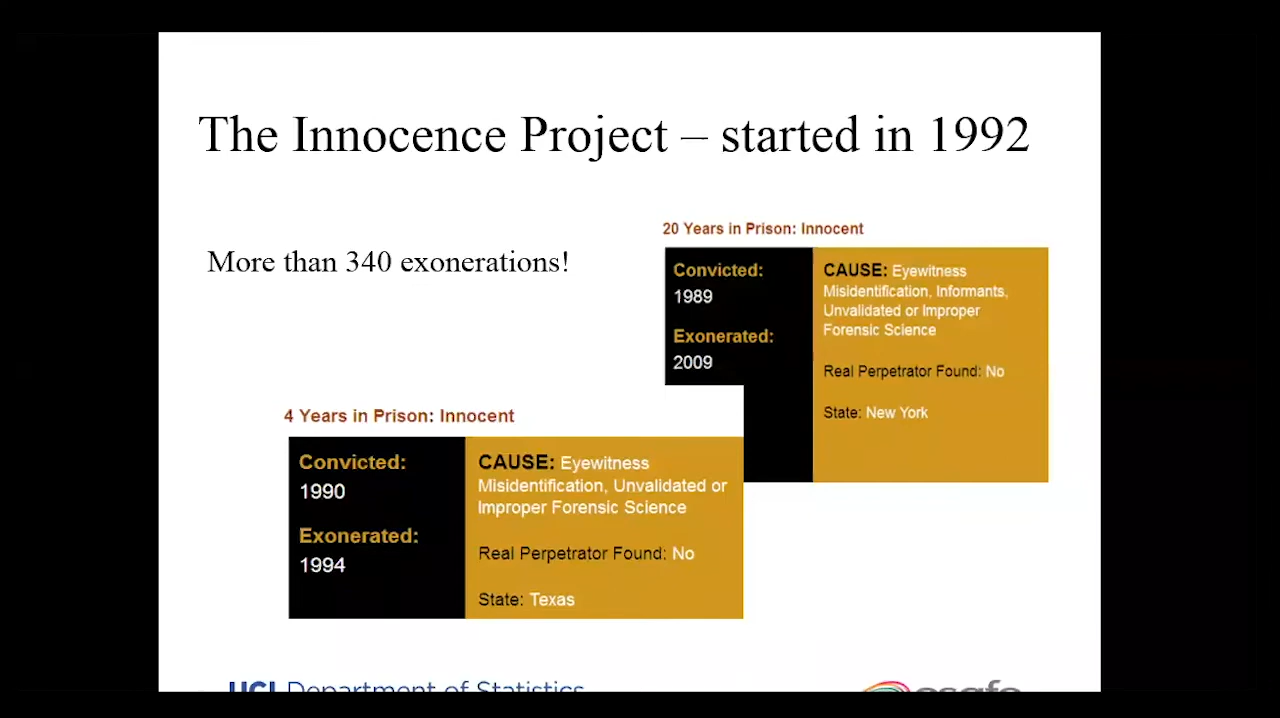 The Innocence Project – started in 1992
More than 340 exonerations!
20 Years in Prison: Innocent
Convicted:
1989
Exonerated:
2009
CAUSE: Eyewitness
Misidentification, Informants,
Unvalidated or Improper
Forensic Science
Real Perpetrator Found: No
State: New York
4 Years in Prison: Innocent
Convicted:
1990
Exonerated:
1994
CAUSE: Eyewitness
Misidentification, Unvalidated or
Improper Forensic Science
Real Perpetrator Found: No
State: Texas
UCI Department of Statistics
csafe